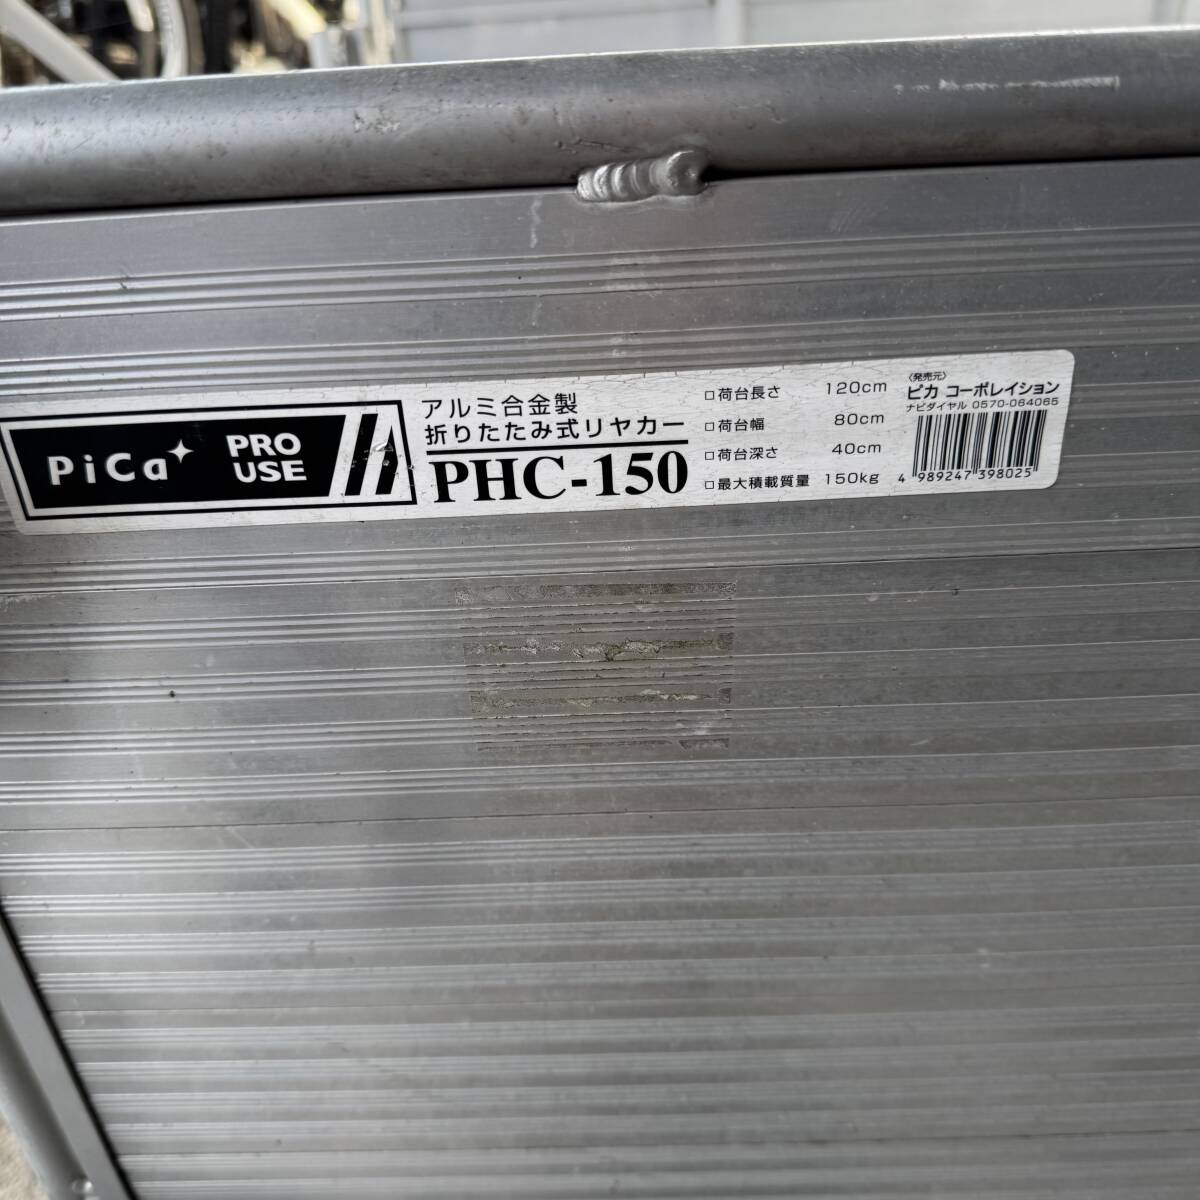 PiCa
PRO
USE
アルミ合金製
折りたたみ式リヤカー
PHC-150
□荷台長さ 120cm
□荷台幅 80cm
□荷台深さ 40cm
□最大積載質量 150kg
〈発売元〉
ピカ コーポレイション
ナビダイヤル 0570-064065
4 989247 398025